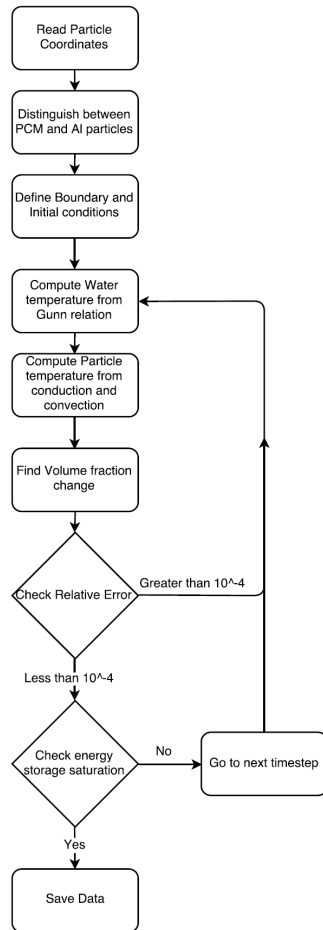 Read Particle
Coordinates
Distinguish between
PCM and Al particles
Define Boundary and
Initial conditions
Compute Water
temperature from
Gunn relation
Compute Particle
temperature from
conduction and
convection
Find Volume fraction
change
Check Relative Error
Greater than 10^-4
Less than 10^-4
Check energy
storage saturation
No
Go to next timestep
Yes
Save Data